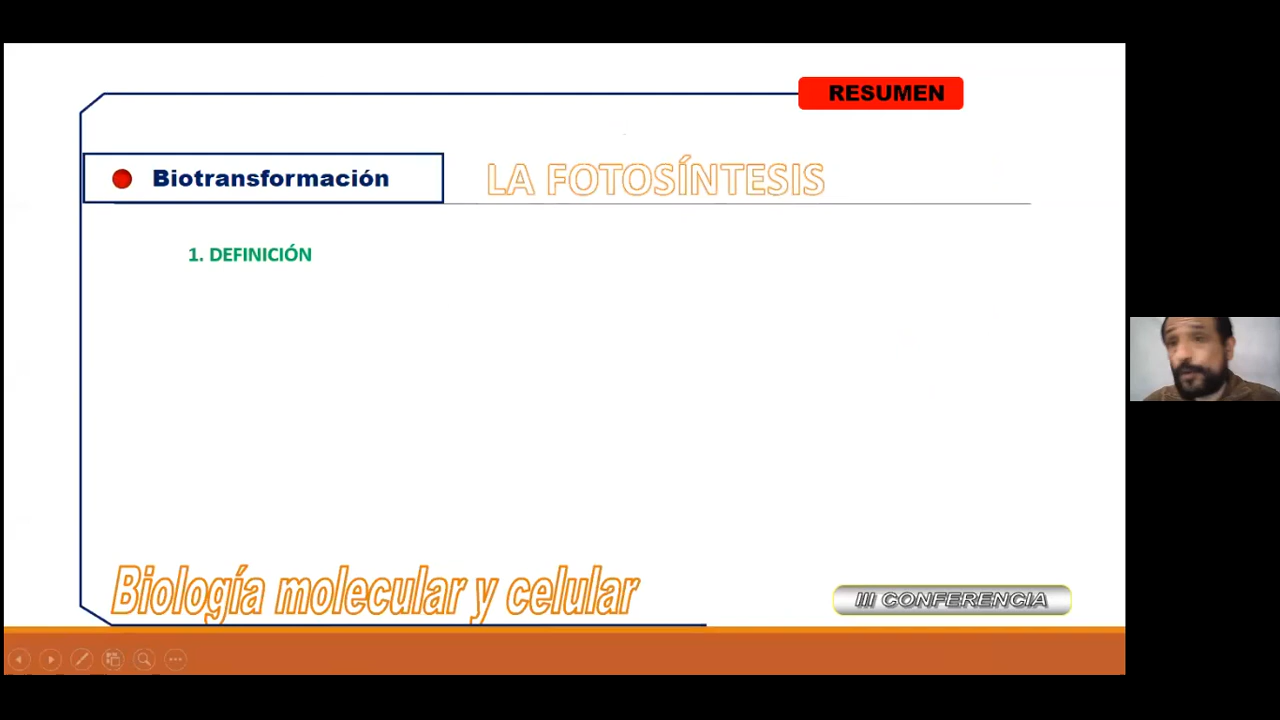 RESUMEN
Biotransformación
LA FOTOSÍNTESIS
1. DEFINICIÓN
Biología molecular y celular
III CONFERENCIA